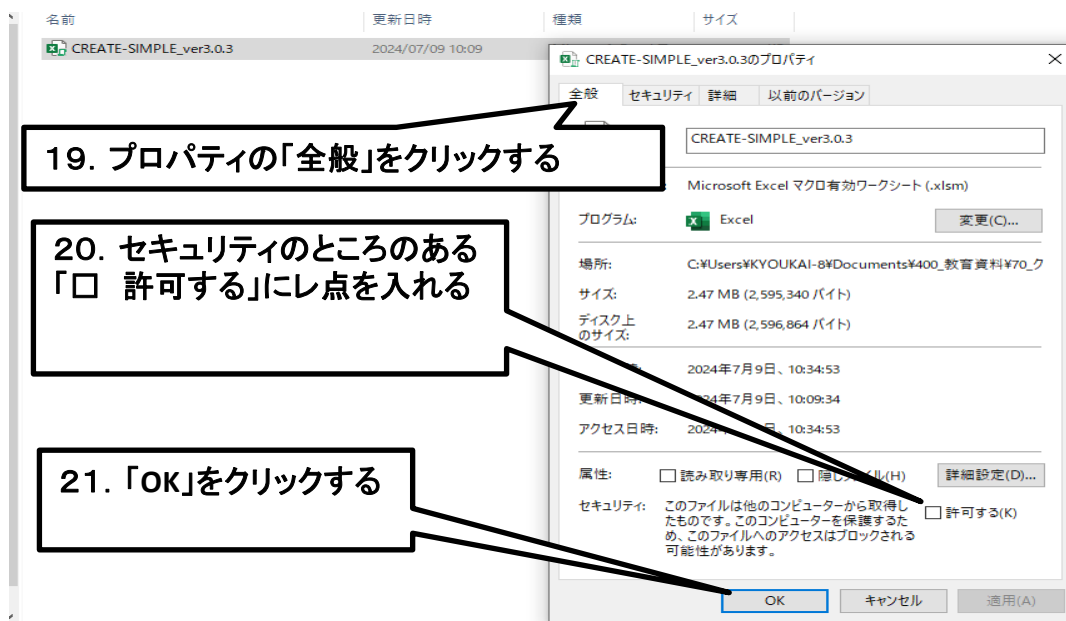 名前 更新日時 種類 サイズ
CREATE-SIMPLE_ver3.0.3 2024/07/09 10:09
CREATE-SIMPLE_ver3.0.3のプロパティ
全般 セキュリティ 詳細 以前のバージョン
19．プロパティの「全般」をクリックする
CREATE-SIMPLE_ver3.0.3
Microsoft Excel マクロ有効ワークシート (.xlsm)
プログラム: Excel 変更(C)...
20．セキュリティのところのある
「□　許可する」にレ点を入れる
場所: C:¥Users¥KYOUKAI-8¥Documents¥400_教育資料¥70_ク
サイズ: 2.47 MB (2,595,340 バイト)
ディスク上
のサイズ:
2.47 MB (2,596,864 バイト)
2024年7月9日、10:34:53
更新日時: 2024年7月9日、10:09:34
アクセス日時: 日、10:34:53
21．「OK」をクリックする
属性: 読み取り専用(R) 隠しファイル(H) 詳細設定(D)...
セキュリティ: このファイルは他のコンピューターから取得し
たものです。このコンピューターを保護するた
め、このファイルへのアクセスはブロックされる
可能性があります。
許可する(K)
OK キャンセル 適用(A)